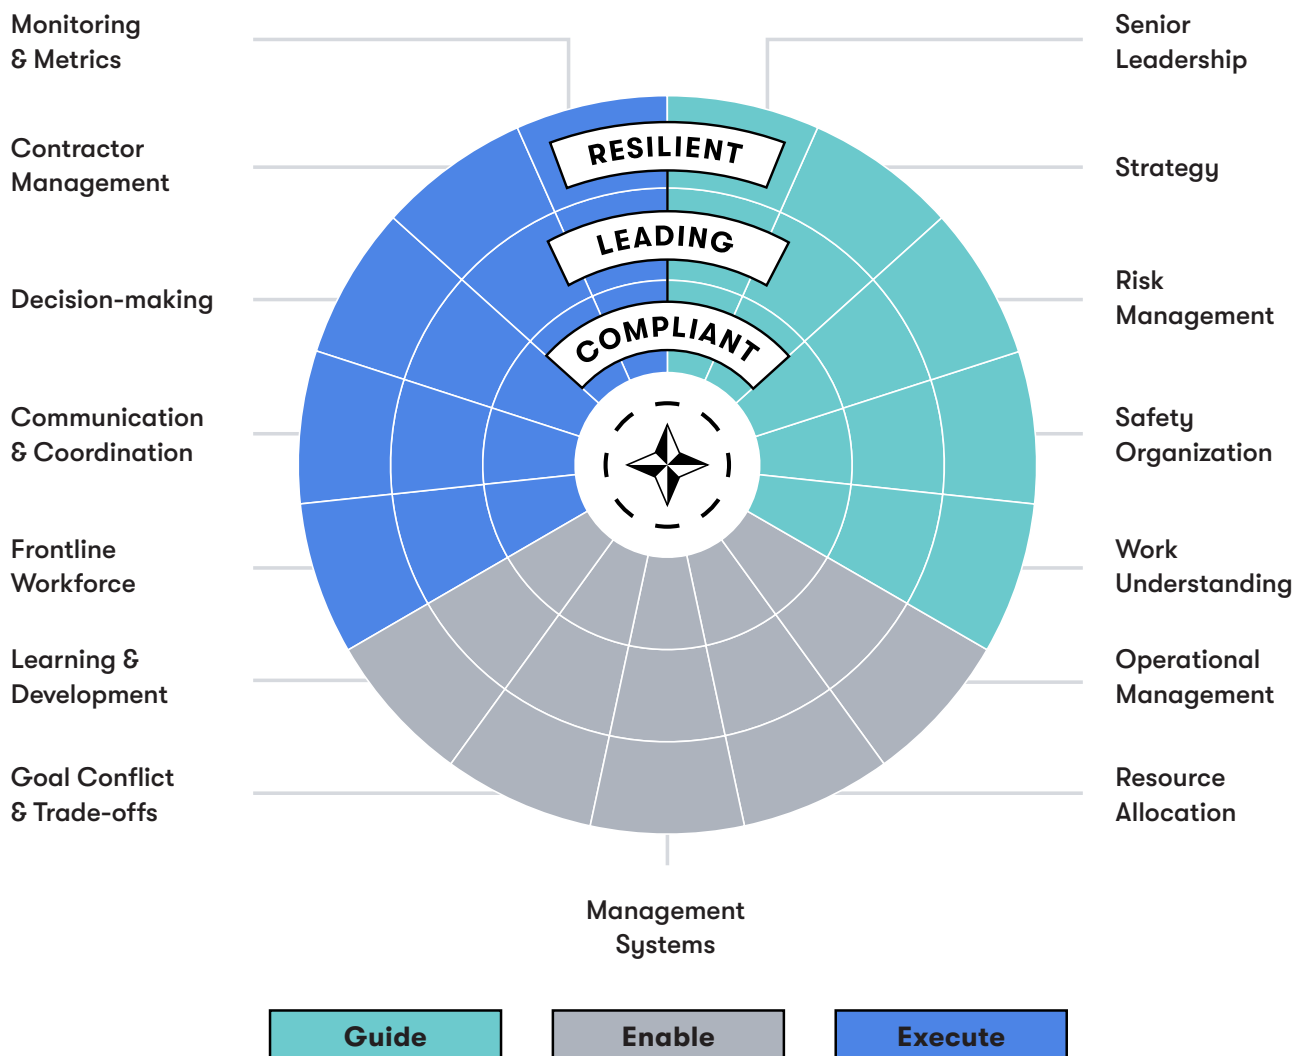 Monitoring
& Metrics
Senior
Leadership
Contractor
Management
Strategy
Decision-making
Risk
Management
Communication
& Coordination
Safety
Organization
Frontline
Workforce
Work
Understanding
Learning &
Development
Operational
Management
Goal Conflict
& Trade-offs
Resource
Allocation
Management
Systems
RESILIENT
LEADING
COMPLIANT
Guide
Enable
Execute